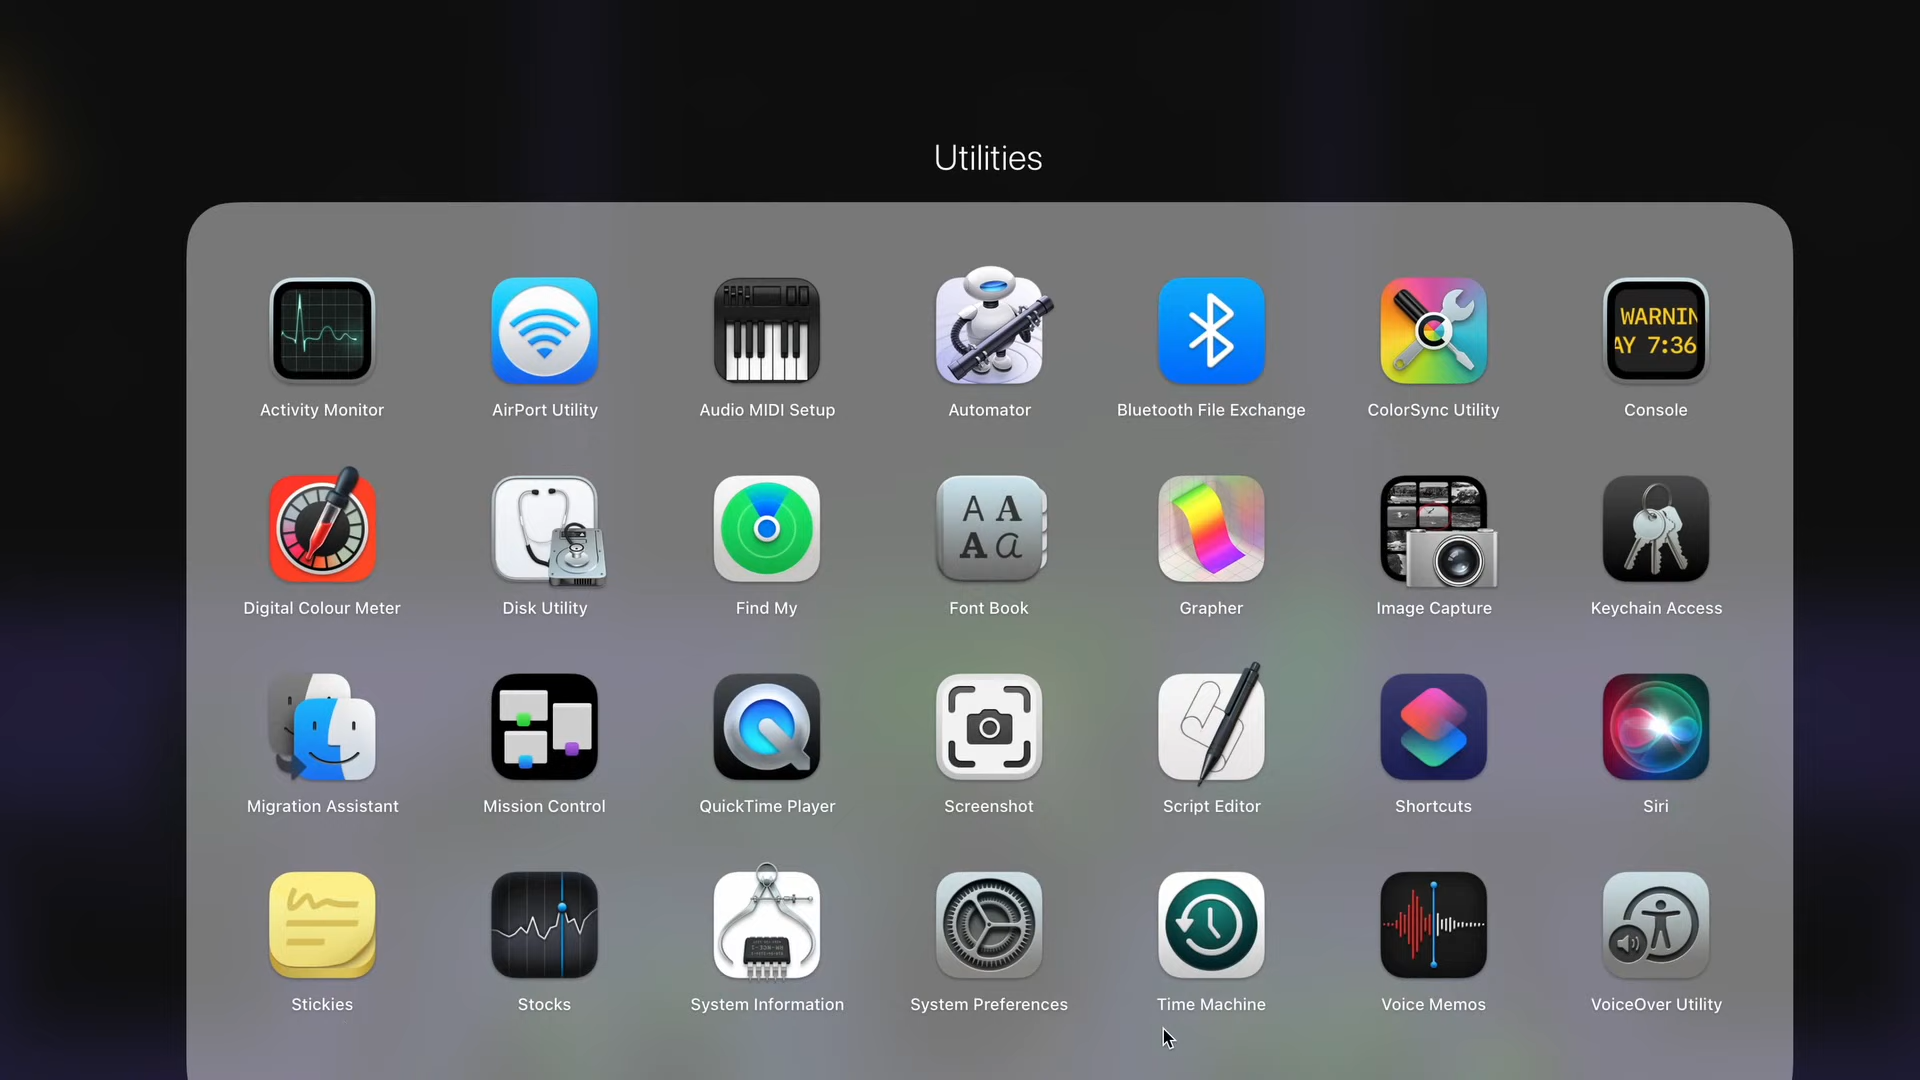 Utilities
WARNIN
AY 7:36
Activity Monitor
AirPort Utility
Audio MIDI Setup
Automator
Bluetooth File Exchange
ColorSync Utility
Console
A A
A a
Digital Colour Meter
Disk Utility
Find My
Font Book
Grapher
Image Capture
Keychain Access
Migration Assistant
Mission Control
QuickTime Player
Screenshot
Script Editor
Shortcuts
Siri
Stickies
Stocks
System Information
System Preferences
Time Machine
Voice Memos
VoiceOver Utility